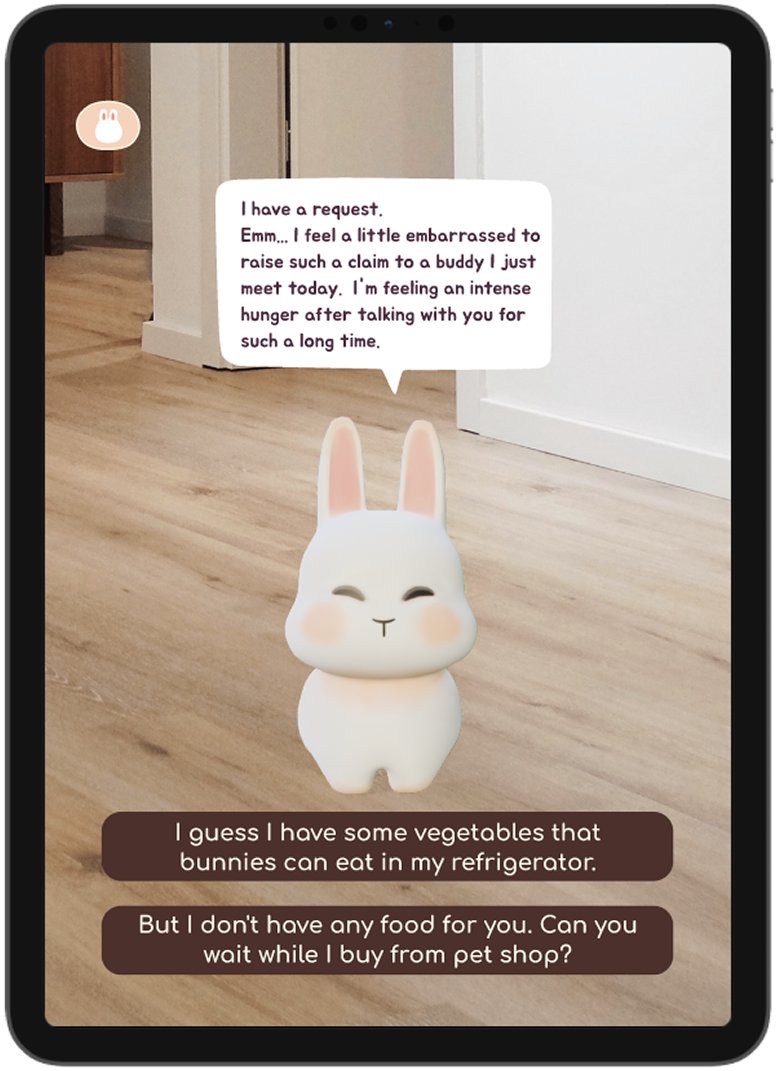 I have a request.
Emm... I feel a little embarrassed to
raise such a claim to a buddy I just
meet today. I'm feeling an intense
hunger after talking with you for
such a long time.
I guess I have some vegetables that
bunnies can eat in my refrigerator.
But I don't have any food for you. Can you
wait while I buy from pet shop?